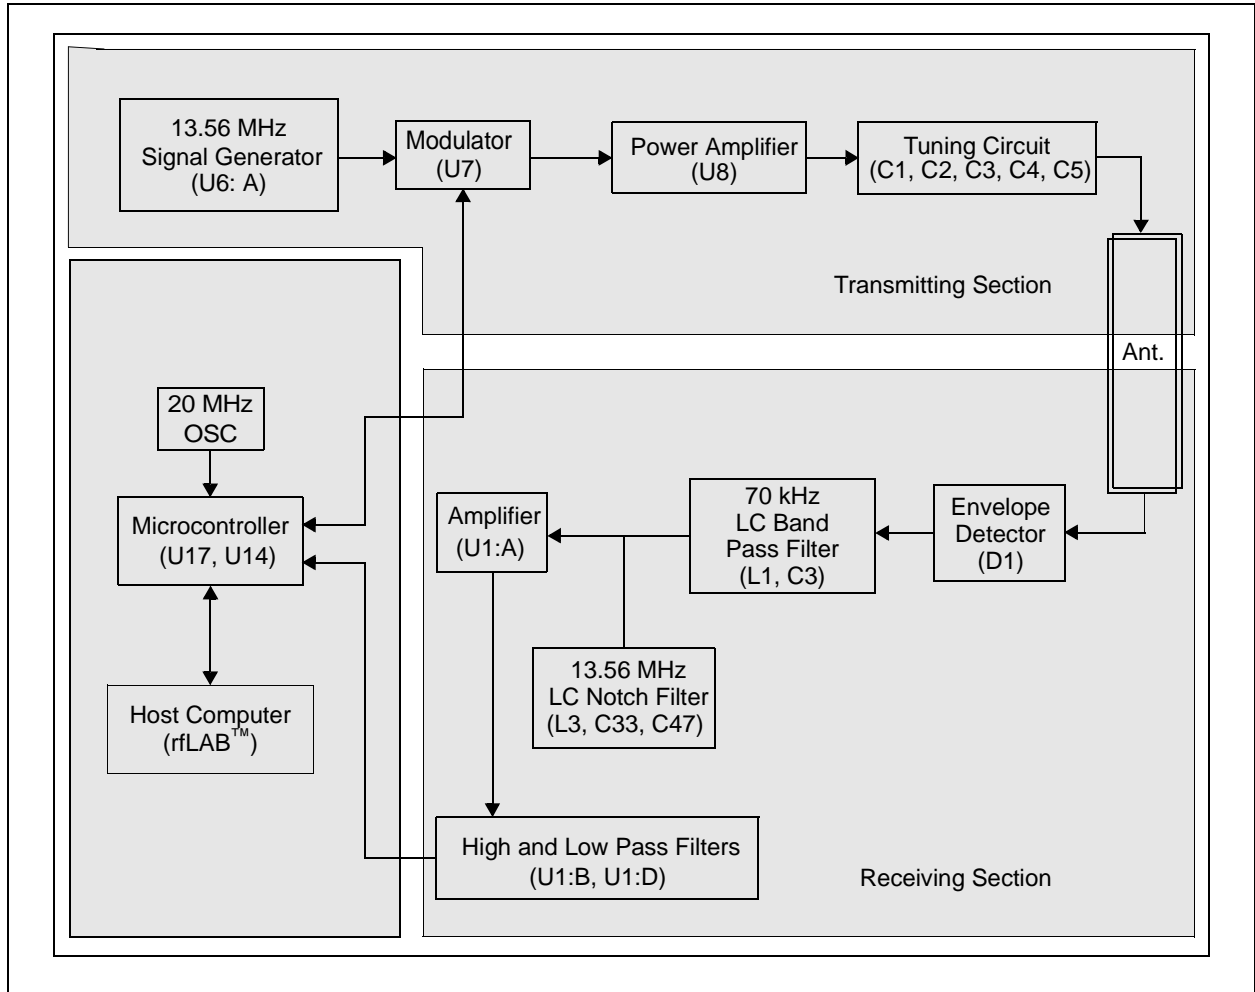 13.56 MHz
Signal Generator
(U6: A)
Modulator
(U7)
Power Amplifier
(U8)
Tuning Circuit
(C1, C2, C3, C4, C5)
Transmitting Section
Ant.
20 MHz
OSC
Microcontroller
(U17, U14)
Host Computer
(rfLAB™)
Amplifier
(U1:A)
70 kHz
LC Band
Pass Filter
(L1, C3)
Envelope
Detector
(D1)
13.56 MHz
LC Notch Filter
(L3, C33, C47)
High and Low Pass Filters
(U1:B, U1:D)
Receiving Section